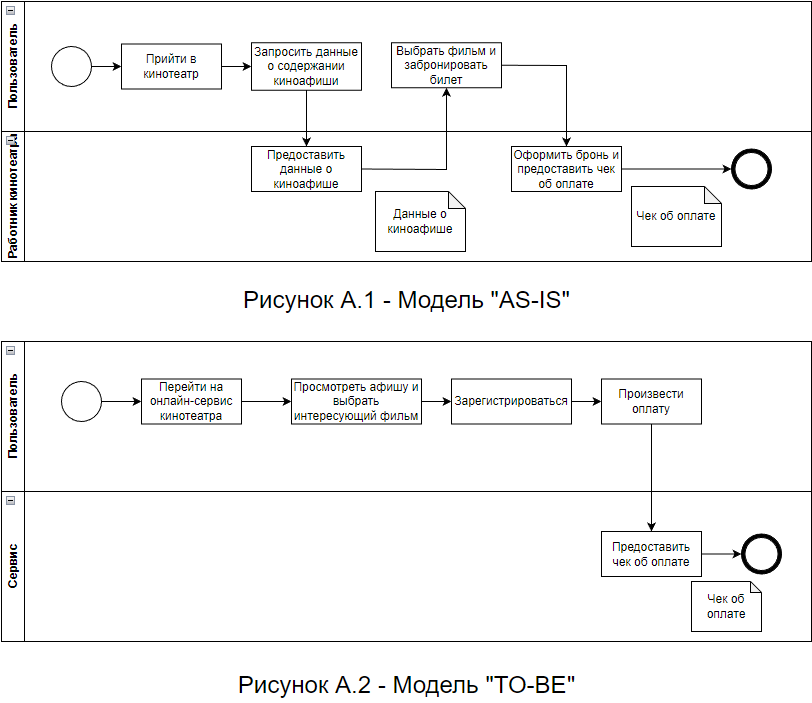 Пользователь
Прийти в
кинотеатр
Запросить данные
о содержании
киноафиши
Выбрать фильм и
забронировать
билет
Работник кинотеатра
Предоставить
данные о
киноафише
Данные о
киноафише
Оформить бронь и
предоставить чек
об оплате
Чек об оплате
Рисунок А.1 - Модель "AS-IS"
Пользователь
Перейти на
онлайн-сервис
кинотеатра
Просмотреть афишу и
выбрать
интересующий фильм
Зарегистрироваться
Произвести
оплату
Сервис
Предоставить
чек об оплате
Чек об
оплате
Рисунок А.2 - Модель "TO-BE"